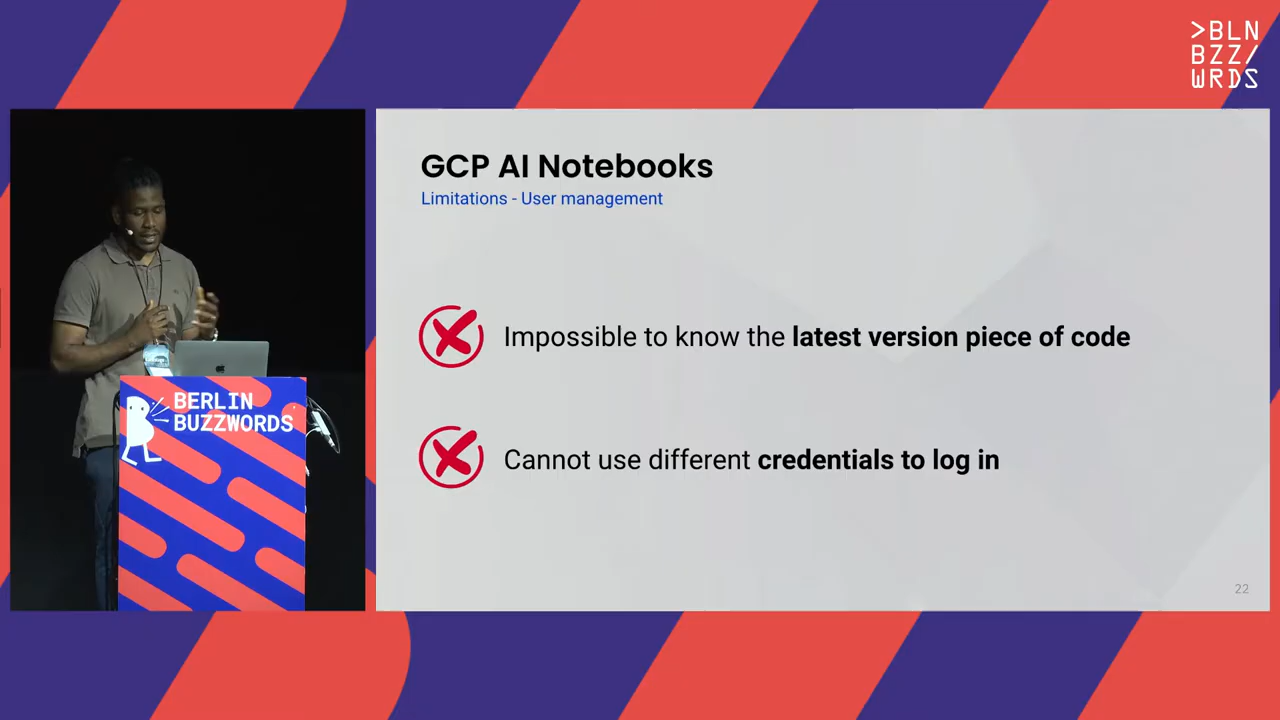 >BLN
BZZ/
WRDS
GCP AI Notebooks
Limitations - User management
Impossible to know the latest version piece of code
Cannot use different credentials to log in
22
BERLIN
BUZZWORDS